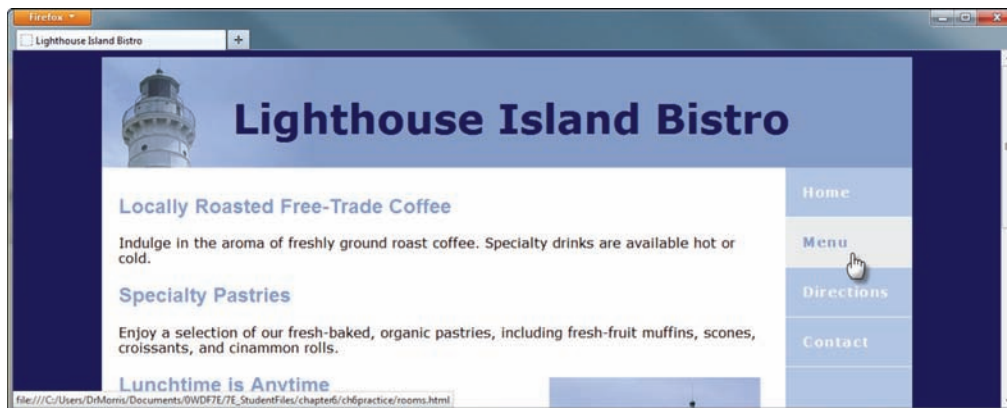 Firefox
Lighthouse Island Bistro
+
Lighthouse Island Bistro
Locally Roasted Free-Trade Coffee
Indulge in the aroma of freshly ground roast coffee. Specialty drinks are available hot or
cold.
Specialty Pastries
Enjoy a selection of our fresh-baked, organic pastries, including fresh-fruit muffins, scones,
croissants, and cinammon rolls.
Lunchtime is Anytime
Home
Menu
Directions
Contact
file:///C:/Users/DrMorris/Documents/0WDF7E/7E_StudentFiles/chapter6/ch6practice/rooms.html